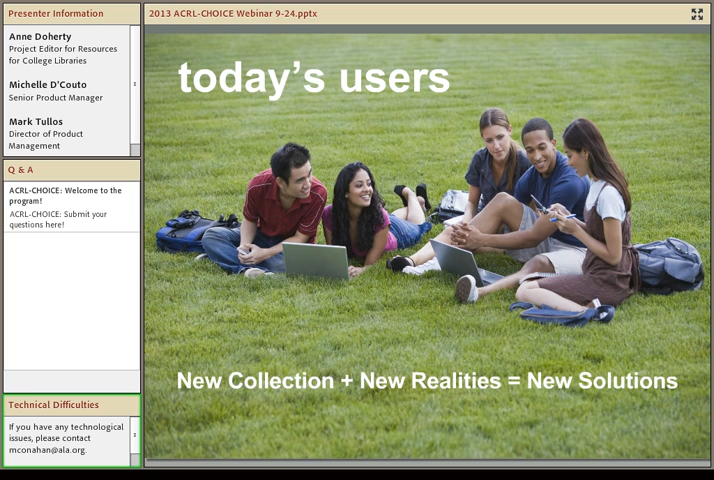 Presenter Information
Anne Doherty
Project Editor for Resources
for College Libraries
Michelle D'Couto
Senior Product Manager
Mark Tullos
Director of Product
Management
Q & A
ACRL-CHOICE: Welcome to the
program!
ACRL-CHOICE: Submit your
questions here!
Technical Difficulties
If you have any technological
issues, please contact
mconahan@ala.org.
2013 ACRL-CHOICE Webinar 9-24.pptx
today's users
New Collection + New Realities = New Solutions